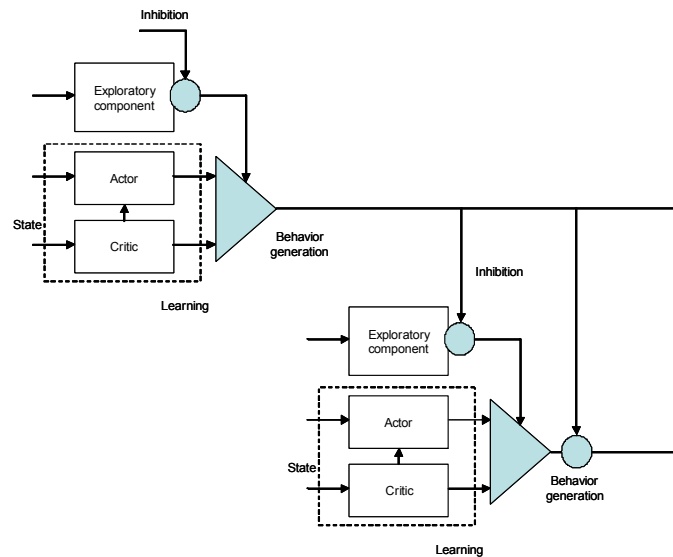 Inhibition
Exploratory
component
Actor
State
Critic
Behavior
generation
Learning
Inhibition
Exploratory
component
Actor
State
Critic
Behavior
generation
Learning